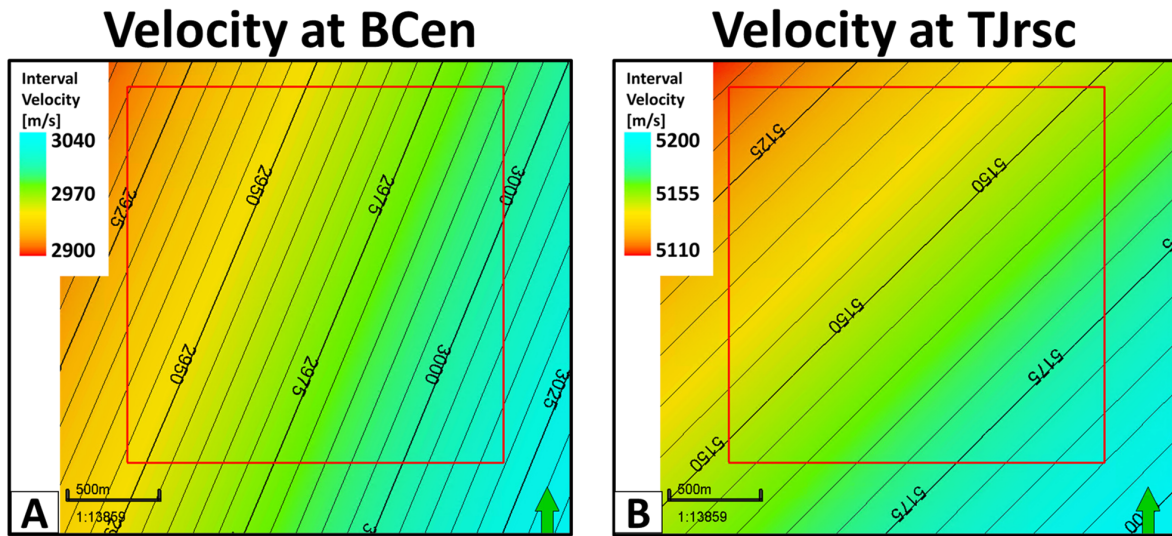 Velocity at BCen
Velocity at TJrsc
Interval
Velocity
[m/s]
3040
2970
2900
2925
2950
2975
3000
2950
2975
3000
3025
500m
1:13859
A
Interval
Velocity
[m/s]
5200
5155
5110
5125
5150
5150
5175
5150
5175
500m
1:13859
B